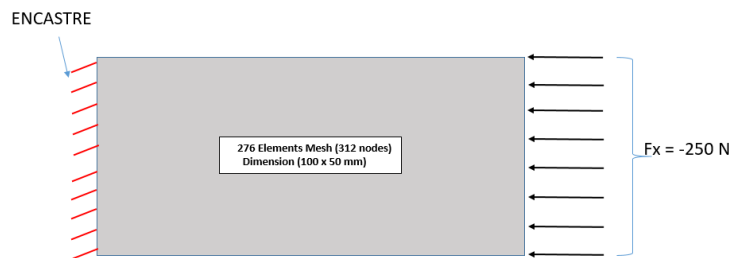 ENCASTRE
276 Elements Mesh (312 nodes)
Dimension (100 x 50 mm)
Fx = -250 N